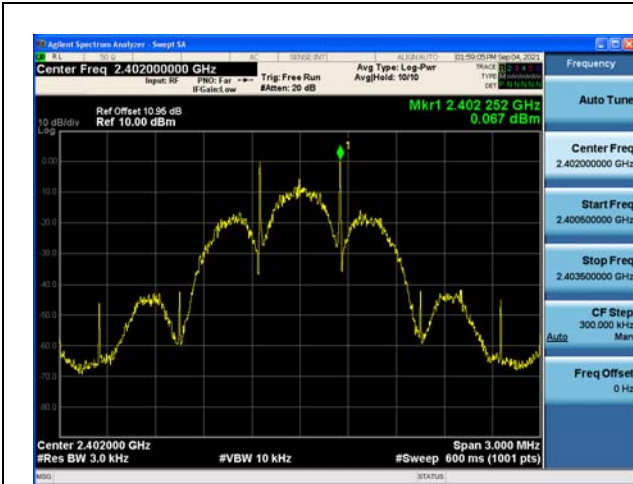 Agilent Spectrum Analyzer - Swept SA
RL 50 Ω AC SENSE:INT ALIGN AUTO 01:59:05 PM Sep 04, 2021
Center Freq 2.402000000 GHz
Input: RF PNO: Far Trig: Free Run Avg Type: Log-Pwr TRACE 1 2 3 4 5 6
IFGain:Low #Atten: 20 dB Avg|Hold: 10/10 TYPE
DET P N N N N N
Frequency
Auto Tune
Ref Offset 10.95 dB
10 dB/div Ref 10.00 dBm
Log
Mkr1 2.402 252 GHz
0.067 dBm
1
0.00
-10.0
-20.0
-30.0
-40.0
-50.0
-60.0
-70.0
-80.0
Center Freq
2.402000000 GHz
Start Freq
2.400500000 GHz
Stop Freq
2.403500000 GHz
CF Step
300.000 kHz
Auto Man
Freq Offset
0 Hz
Center 2.402000 GHz Span 3.000 MHz
#Res BW 3.0 kHz #VBW 10 kHz #Sweep 600 ms (1001 pts)
MSG STATUS